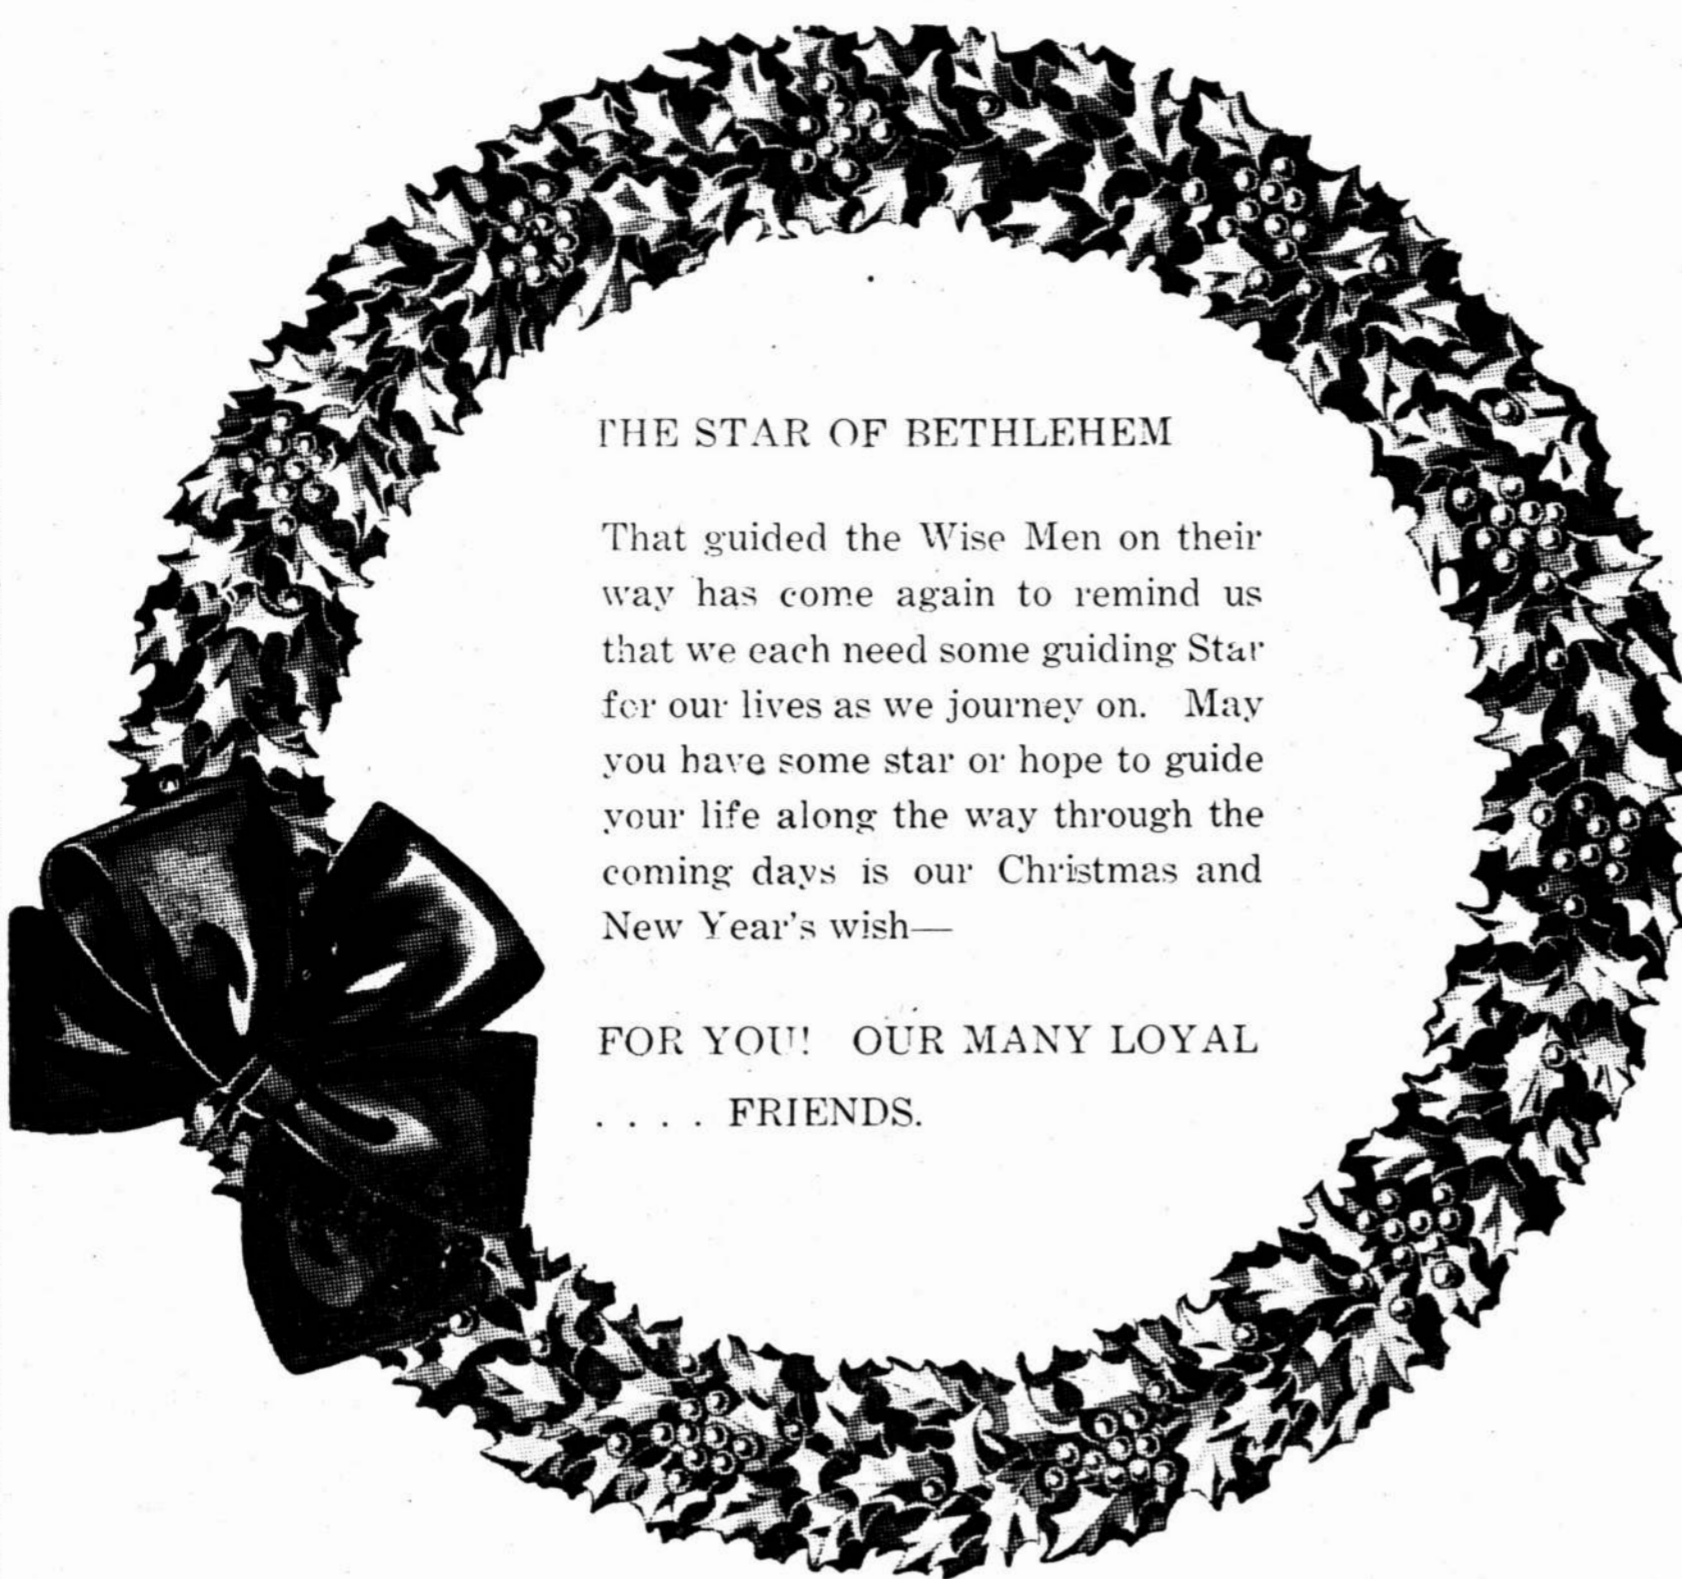 THE STAR OF BETHLEHEM
That guided the Wise Men on their
way has come again to remind us
that we each need some guiding Star
for our lives as we journey on. May
you have some star or hope to guide
your life along the way through the
coming days is our Christmas and
New Year's wish—
FOR YOU! OUR MANY LOYAL
. . . . FRIENDS.